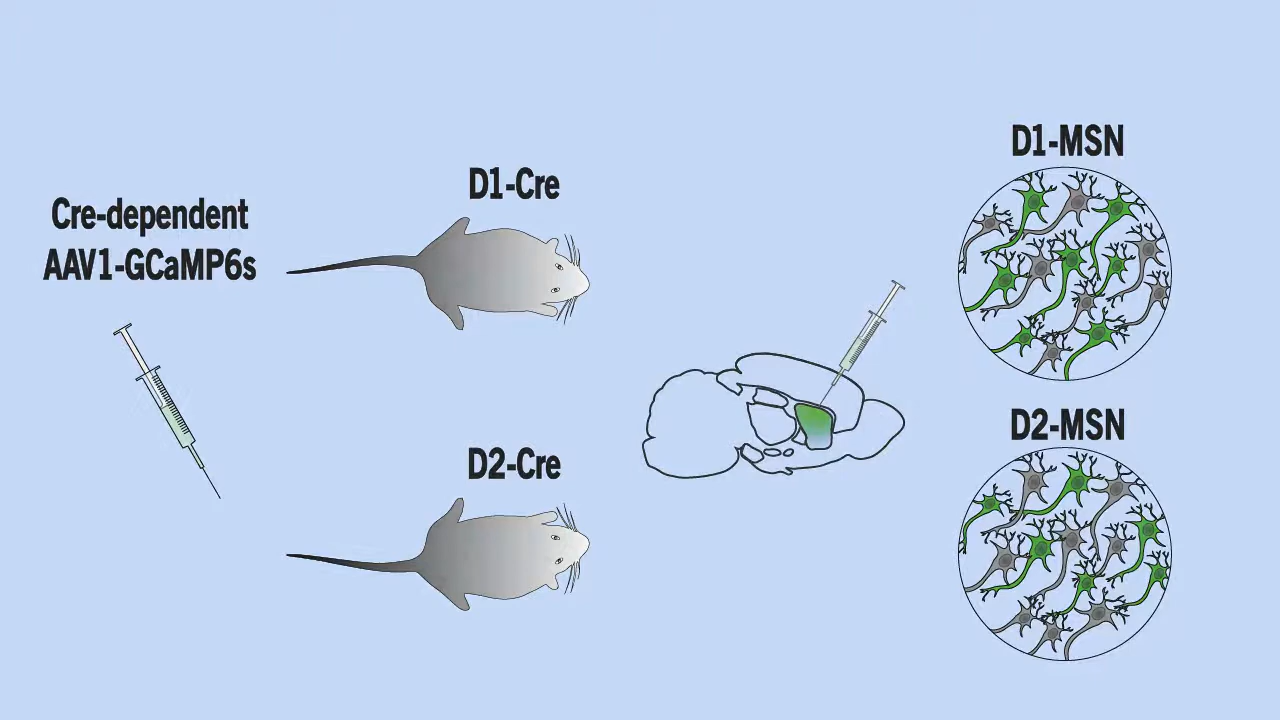 Cre-dependent
AAV1-GCaMP6s
D1-Cre
D2-Cre
D1-MSN
D2-MSN